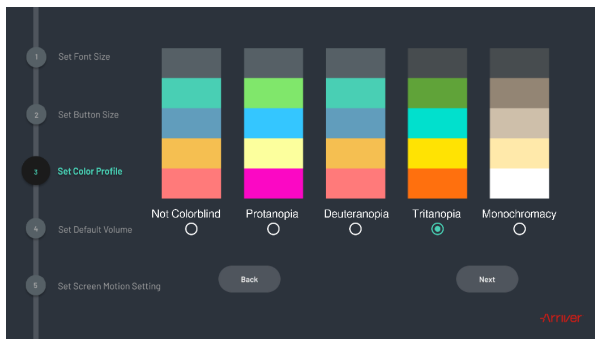 1 Set Font Size
2 Set Button Size
3 Set Color Profile
4 Set Default Volume
5 Set Screen Motion Setting
Not Colorblind
Protanopia
Deuteranopia
Tritanopia
Monochromacy
Back
Next
Arriver